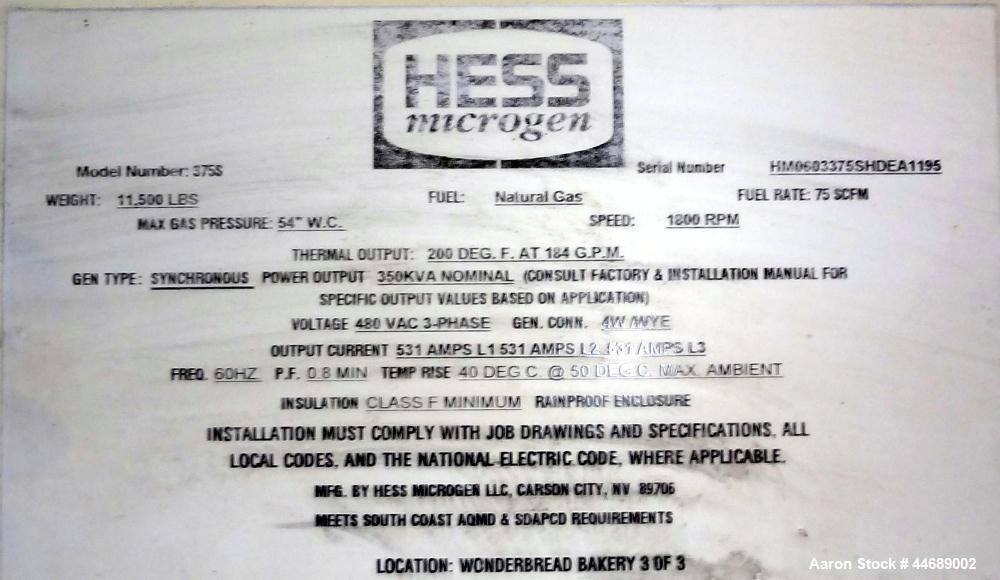 HESS
microgen
Model Number: 375S Serial Number HM0603375SHDEA1195
WEIGHT: 11,500 LBS FUEL: Natural Gas FUEL RATE: 75 SCFM
MAX GAS PRESSURE: 54" W.C. SPEED: 1800 RPM
THERMAL OUTPUT: 200 DEG. F. AT 184 G.P.M.
GEN TYPE: SYNCHRONOUS POWER OUTPUT 350KVA NOMINAL (CONSULT FACTORY & INSTALLATION MANUAL FOR
SPECIFIC OUTPUT VALUES BASED ON APPLICATION)
VOLTAGE 480 VAC 3-PHASE GEN. CONN. 4W/WYE
OUTPUT CURRENT 531 AMPS L1 531 AMPS L2 531 AMPS L3
FREQ. 60HZ P.F. 0.8 MIN TEMP RISE 40 DEG C. @ 50 DEG C. MAX. AMBIENT
INSULATION CLASS F MINIMUM RAINPROOF ENCLOSURE
INSTALLATION MUST COMPLY WITH JOB DRAWINGS AND SPECIFICATIONS, ALL
LOCAL CODES, AND THE NATIONAL ELECTRIC CODE, WHERE APPLICABLE.
MFG. BY HESS MICROGEN LLC, CARSON CITY, NV 89706
MEETS SOUTH COAST AQMD & SDAPCD REQUIREMENTS
LOCATION: WONDERBREAD BAKERY 3 OF 3
Aaron Stock # 44689002